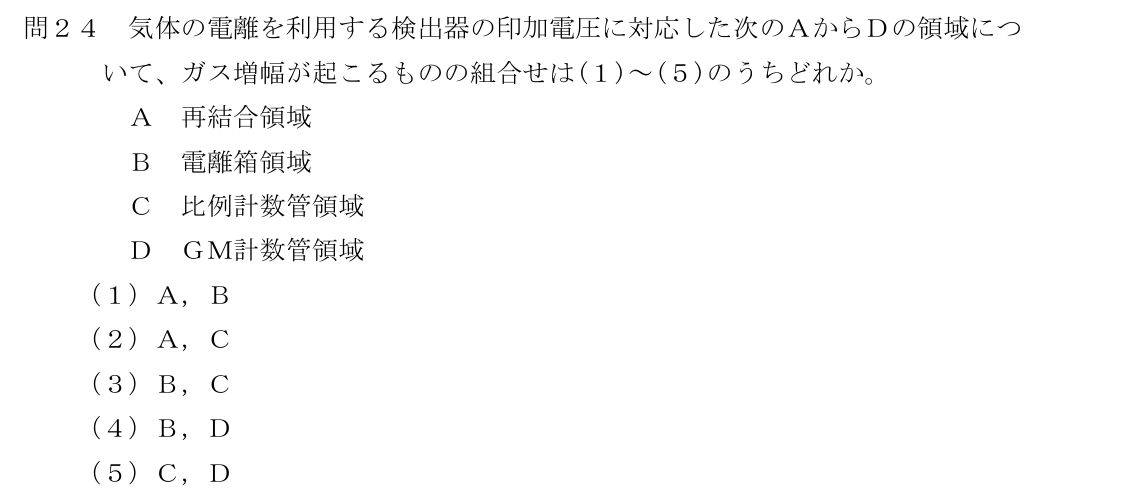 問２４　気体の電離を利用する検出器の印加電圧に対応した次のＡからＤの領域につ
いて、ガス増幅が起こるものの組合せは(１)～(５)のうちどれか。
Ａ　再結合領域
Ｂ　電離箱領域
Ｃ　比例計数管領域
Ｄ　ＧＭ計数管領域
(１) Ａ，Ｂ
(２) Ａ，Ｃ
(３) Ｂ，Ｃ
(４) Ｂ，Ｄ
(５) Ｃ，Ｄ